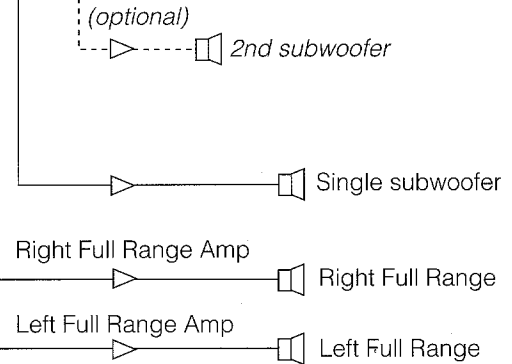 (optional)
2nd subwoofer
Single subwoofer
Right Full Range Amp
Right Full Range
Left Full Range Amp
Left Full Range